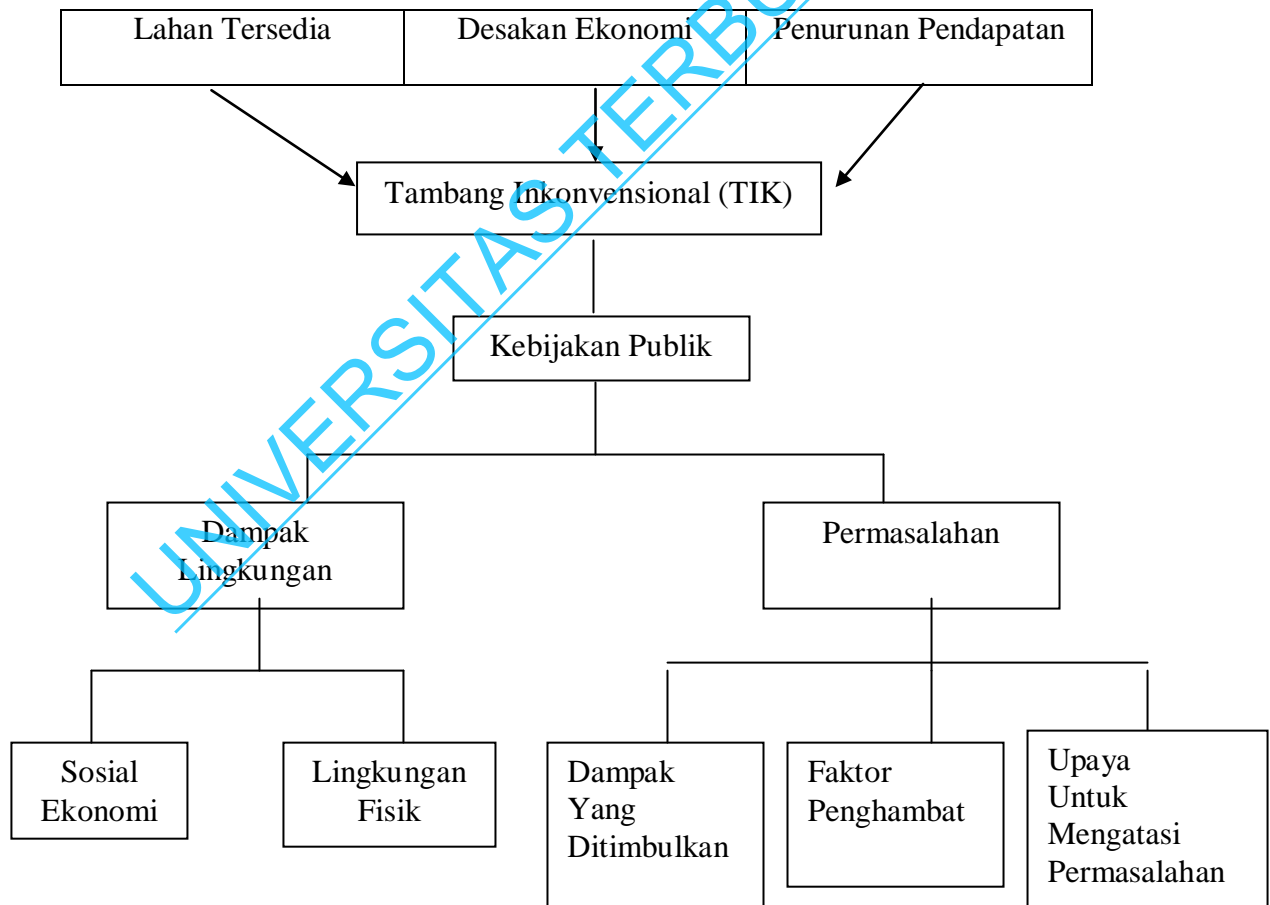 Lahan Tersedia
Desakan Ekonomi
Penurunan Pendapatan
Tambang Inkonvensional (TIK)
Kebijakan Publik
Dampak
Lingkungan
Permasalahan
Sosial
Ekonomi
Lingkungan
Fisik
Dampak
Yang
Ditimbulkan
Faktor
Penghambat
Upaya
Untuk
Mengatasi
Permasalahan
UNIVERSITAS